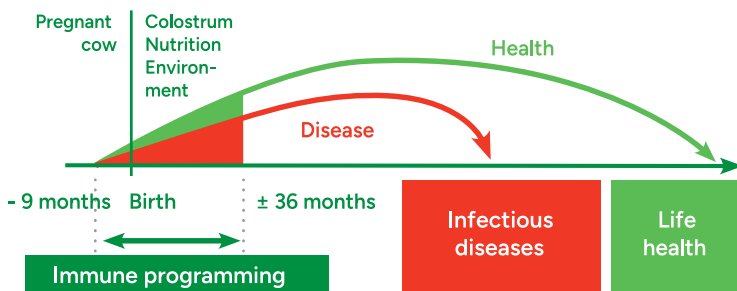 Pregnant
cow
Colostrum
Nutrition
Environ-
ment
Health
Disease
- 9 months
Birth
± 36 months
Immune programming
Infectious
diseases
Life
health